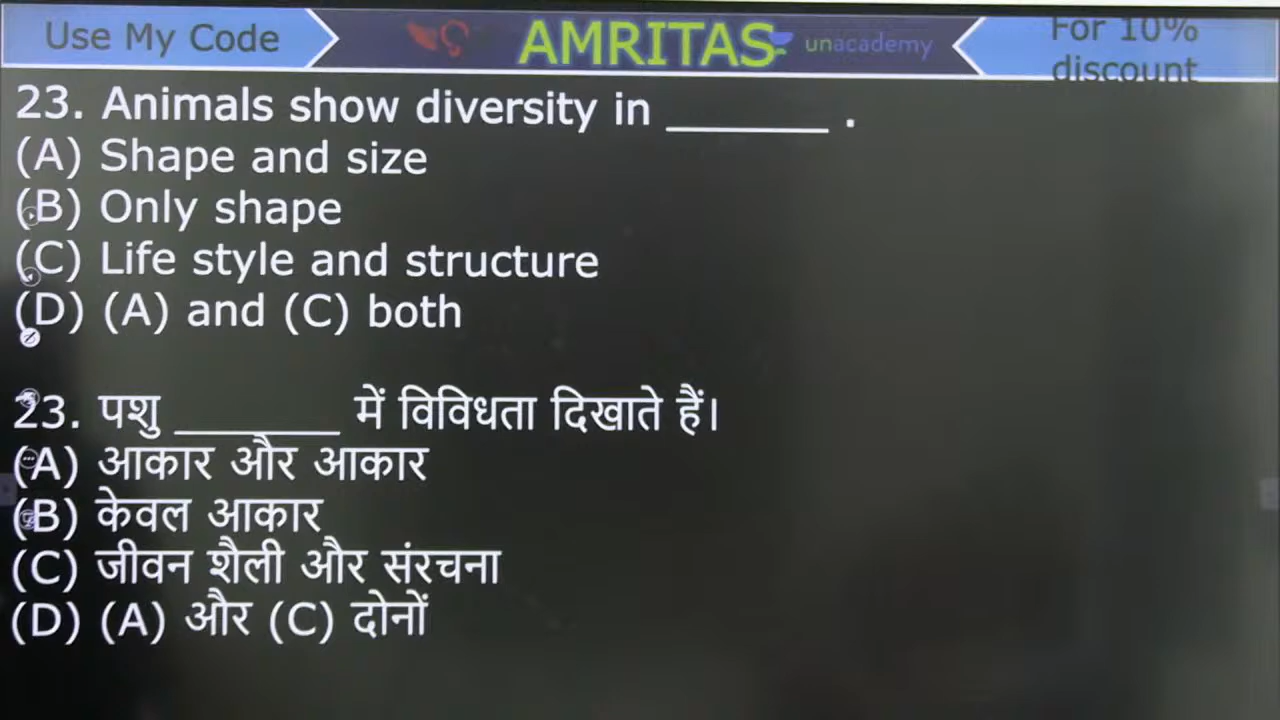 Use My Code
AMRITAS
unacademy
For 10%
discount
23. Animals show diversity in _______ .
(A) Shape and size
(B) Only shape
(C) Life style and structure
(D) (A) and (C) both
23. पशु _______ में विविधता दिखाते हैं।
(A) आकार और आकार
(B) केवल आकार
(C) जीवन शैली और संरचना
(D) (A) और (C) दोनों